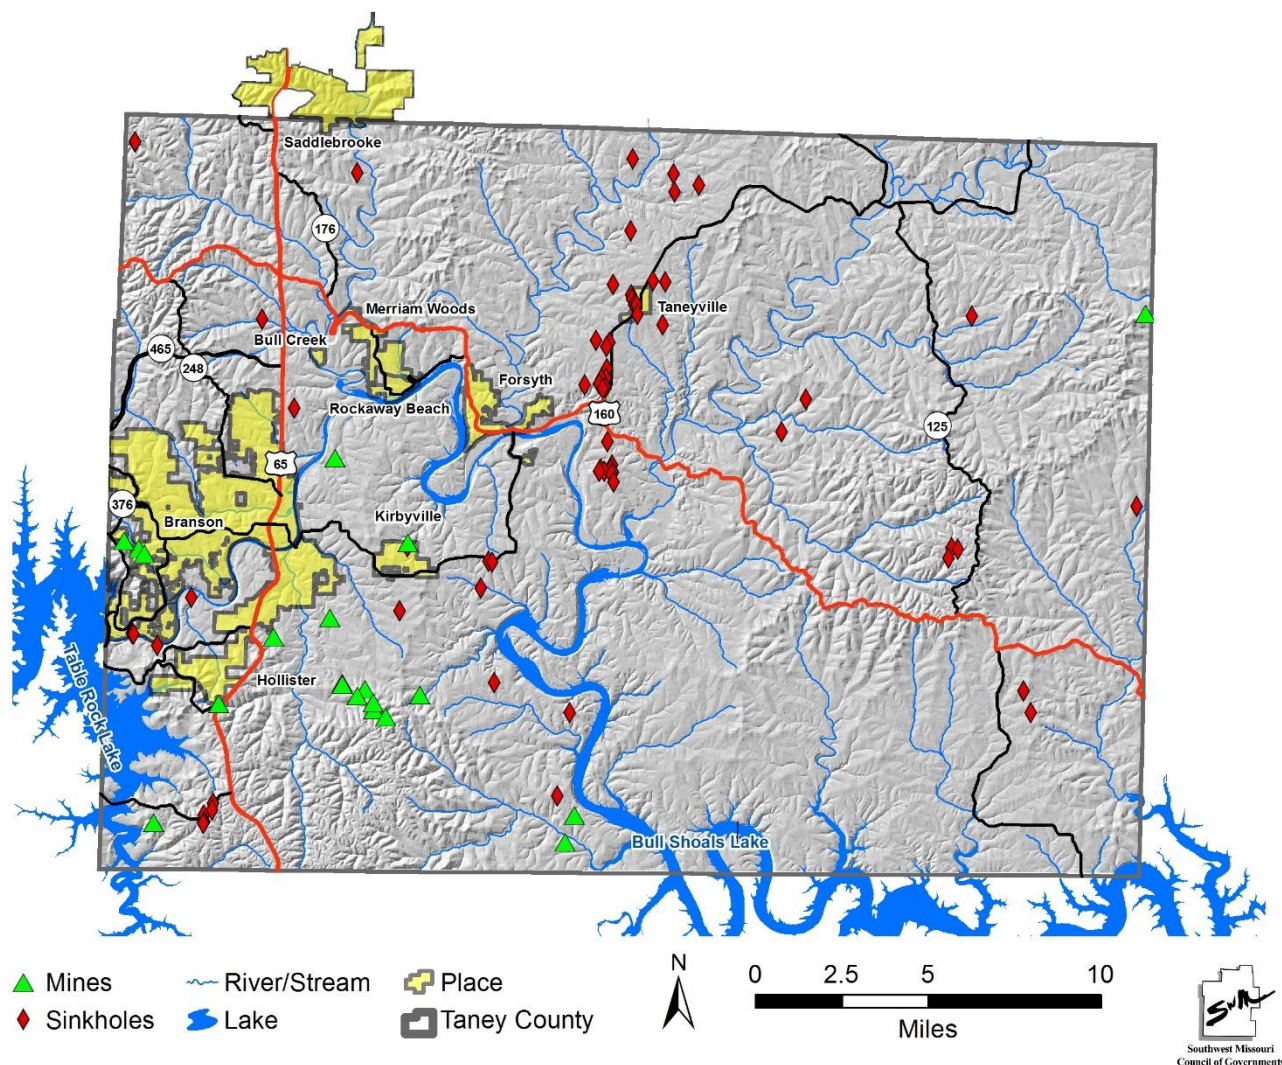 Saddlebrooke
176
Merriam Woods
Taneyville
Bull Creek
465
248
Forsyth
Rockaway Beach
160
125
65
376
Kirbyville
Branson
Hollister
Table Rock Lake
Bull Shoals Lake
Mines
River/Stream
Place
Sinkholes
Lake
Taney County
N
0 2.5 5 10
Miles
SwM
Southwest Missouri
Council of Governments